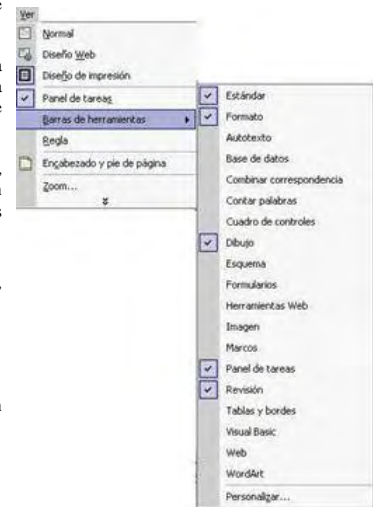 Ver
Normal
Diseño Web
Diseño de impresión
Panel de tareas
Barras de herramientas
Regla
Encabezado y pie de página
Zoom...
Estándar
Formato
Autotexto
Base de datos
Combinar correspondencia
Contar palabras
Cuadro de controles
Dibujo
Esquema
Formularios
Herramientas Web
Imagen
Marcos
Panel de tareas
Revisión
Tablas y bordes
Visual Basic
Web
WordArt
Personalizar...